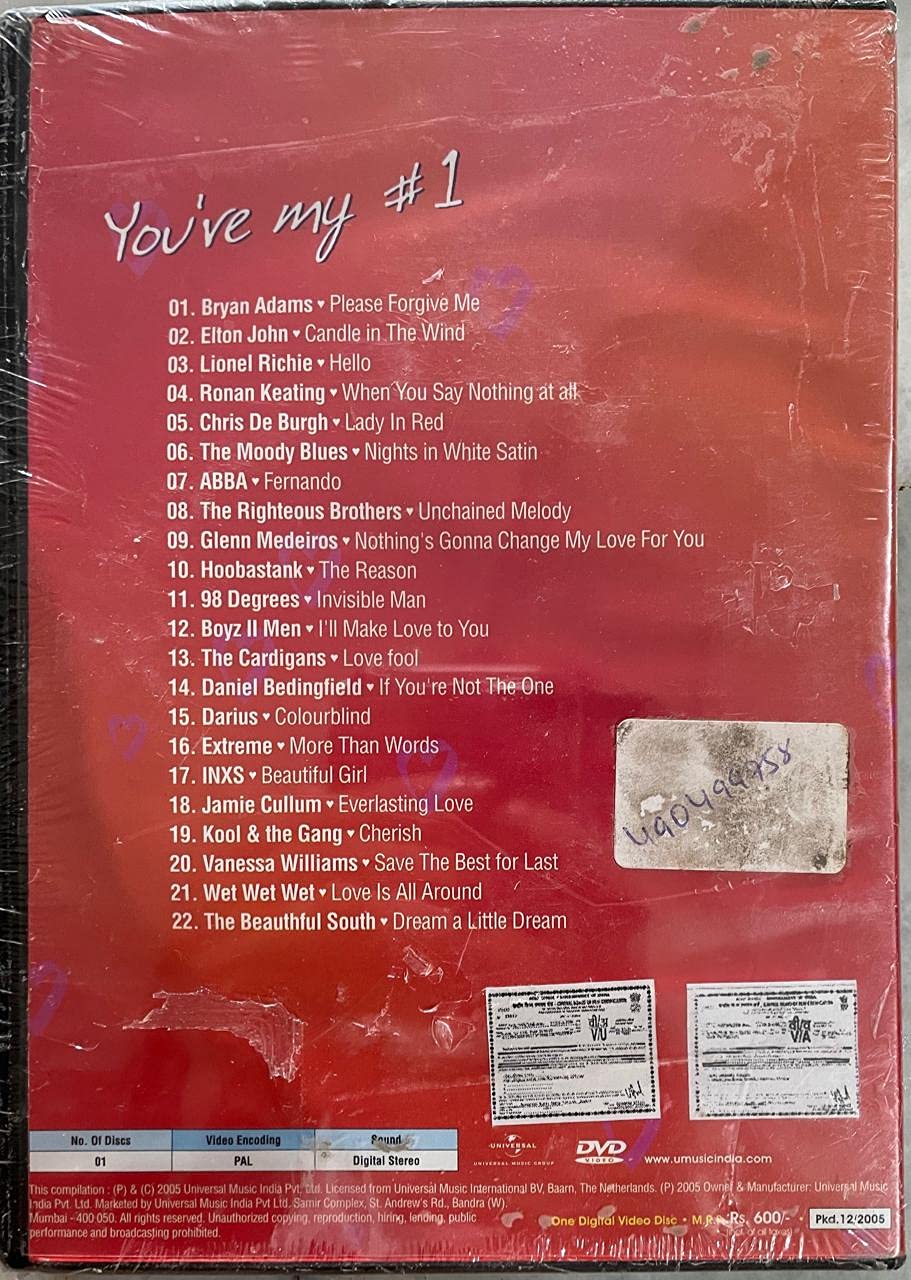 You've my #1
01. Bryan Adams ♥ Please Forgive Me
02. Elton John ♥ Candle in The Wind
03. Lionel Richie ♥ Hello
04. Ronan Keating ♥ When You Say Nothing at all
05. Chris De Burgh ♥ Lady In Red
06. The Moody Blues ♥ Nights in White Satin
07. ABBA ♥ Fernando
08. The Righteous Brothers ♥ Unchained Melody
09. Glenn Medeiros ♥ Nothing's Gonna Change My Love For You
10. Hoobastank ♥ The Reason
11. 98 Degrees ♥ Invisible Man
12. Boyz II Men ♥ I'll Make Love to You
13. The Cardigans ♥ Love fool
14. Daniel Bedingfield ♥ If You're Not The One
15. Darius ♥ Colourblind
16. Extreme ♥ More Than Words
17. INXS ♥ Beautiful Girl
18. Jamie Cullum ♥ Everlasting Love
19. Kool & the Gang ♥ Cherish
20. Vanessa Williams ♥ Save The Best for Last
21. Wet Wet Wet ♥ Love Is All Around
22. The Beauthful South ♥ Dream a Little Dream
वी/अ
V/U
V/A
No. Of Discs Video Encoding Sound
01 PAL Digital Stereo
UNIVERSAL
UNIVERSAL MUSIC GROUP
DVD
VIDEO
www.umusicindia.com
This compilation : (P) & (C) 2005 Universal Music India Pvt. Ltd. Licensed from Universal Music International BV, Baarn, The Netherlands. (P) 2005 Owner & Manufacturer: Universal Music
India Pvt. Ltd. Marketed by Universal Music India Pvt Ltd. Samir Complex, St. Andrew's Rd., Bandra (W)
Mumbai - 400 050. All rights reserved. Unauthorized copying, reproduction, hiring, lending, public
performance and broadcasting prohibited.
One Digital Video Disc • M.R.P. Rs. 600/-
(Incl. of all taxes)
Pkd.12/2005